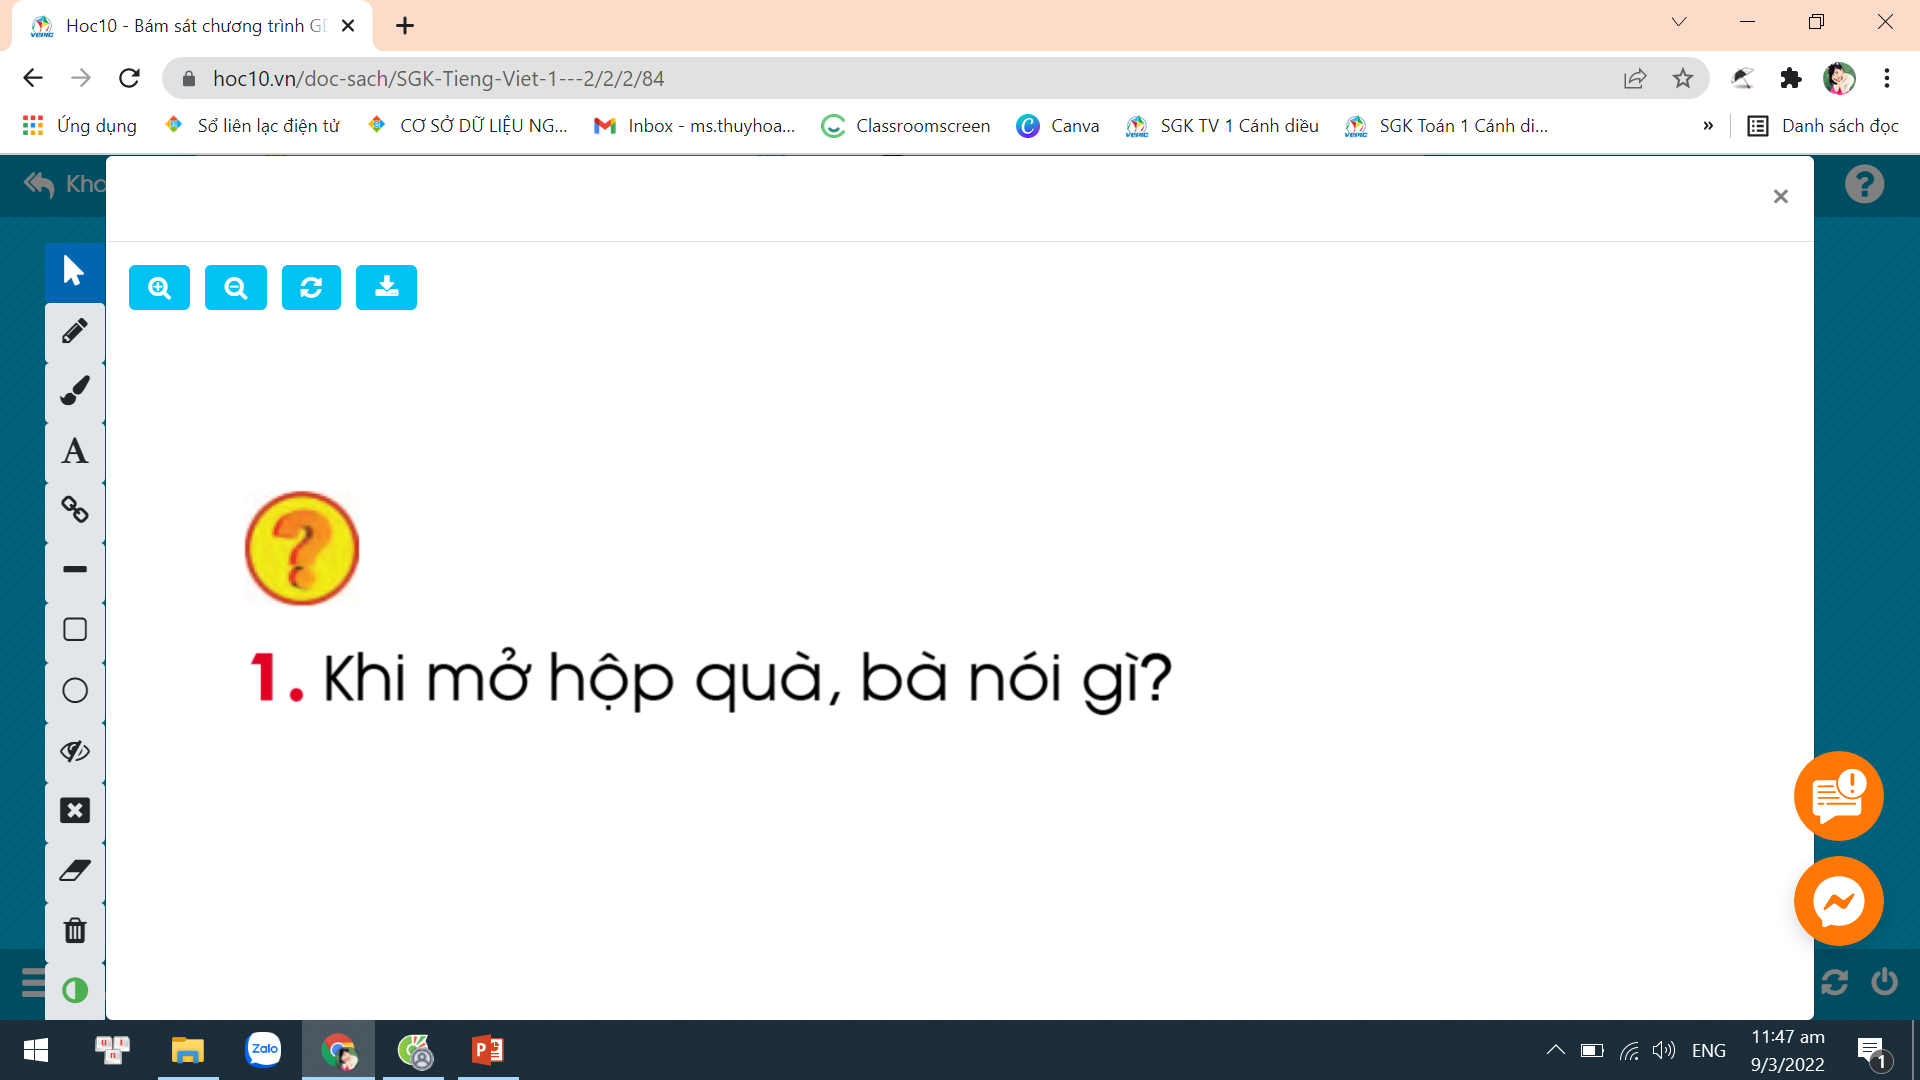 Hoc10 - Bám sát chương trình GD
hoc10.vn/doc-sach/SGK-Tieng-Viet-1---2/2/2/84
Ứng dụng
Sổ liên lạc điện tử
CƠ SỞ DỮ LIỆU NG...
Inbox - ms.thuyhoa...
Classroomscreen
Canva
SGK TV 1 Cánh diều
SGK Toán 1 Cánh di...
»
Danh sách đọc
Kho
1. Khi mở hộp quà, bà nói gì?
Zalo
ENG
11:47 am
9/3/2022
1